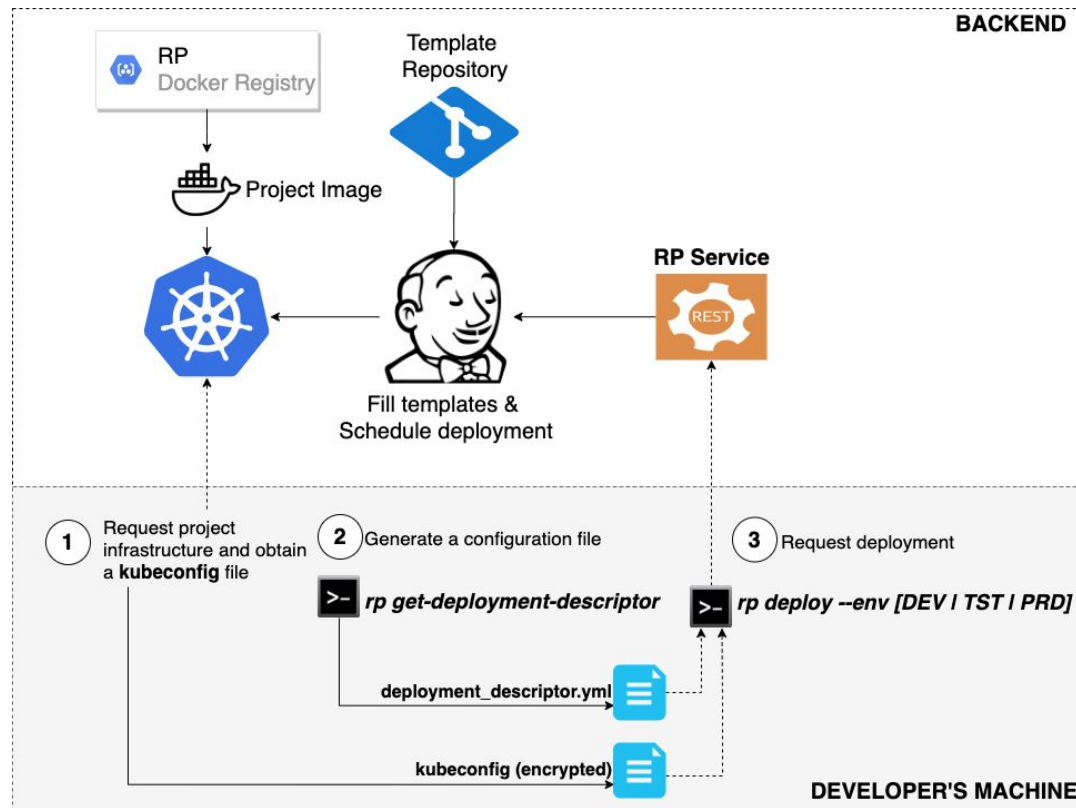 BACKEND
RP
Docker Registry
Template
Repository
Project Image
RP Service
REST
Fill templates &
Schedule deployment
1
Request project
infrastructure and obtain
a kubeconfig file
2
Generate a configuration file
3
Request deployment
>-
rp get-deployment-descriptor
>-
rp deploy --env [DEV I TST I PRD]
deployment_descriptor.yml
kubeconfig (encrypted)
DEVELOPER'S MACHINE